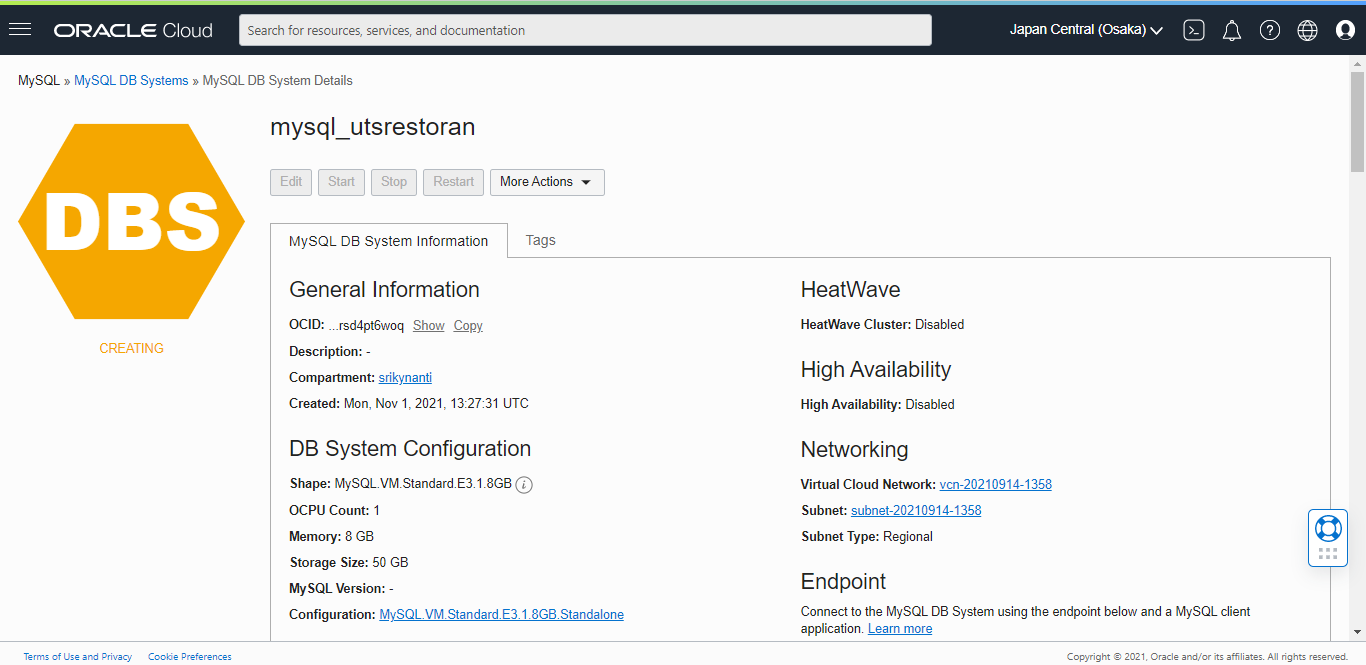 ORACLE Cloud
Search for resources, services, and documentation
Japan Central (Osaka)
MySQL » MySQL DB Systems » MySQL DB System Details
DBS
CREATING
mysql_utsrestoran
Edit Start Stop Restart More Actions
MySQL DB System Information Tags
General Information
OCID: ...rsd4pt6woq Show Copy
Description: -
Compartment: srikynanti
Created: Mon, Nov 1, 2021, 13:27:31 UTC
DB System Configuration
Shape: MySQL.VM.Standard.E3.1.8GB
OCPU Count: 1
Memory: 8 GB
Storage Size: 50 GB
MySQL Version: -
Configuration: MySQL.VM.Standard.E3.1.8GB.Standalone
HeatWave
HeatWave Cluster: Disabled
High Availability
High Availability: Disabled
Networking
Virtual Cloud Network: vcn-20210914-1358
Subnet: subnet-20210914-1358
Subnet Type: Regional
Endpoint
Connect to the MySQL DB System using the endpoint below and a MySQL client
application. Learn more
Terms of Use and Privacy Cookie Preferences
Copyright © 2021, Oracle and/or its affiliates. All rights reserved.